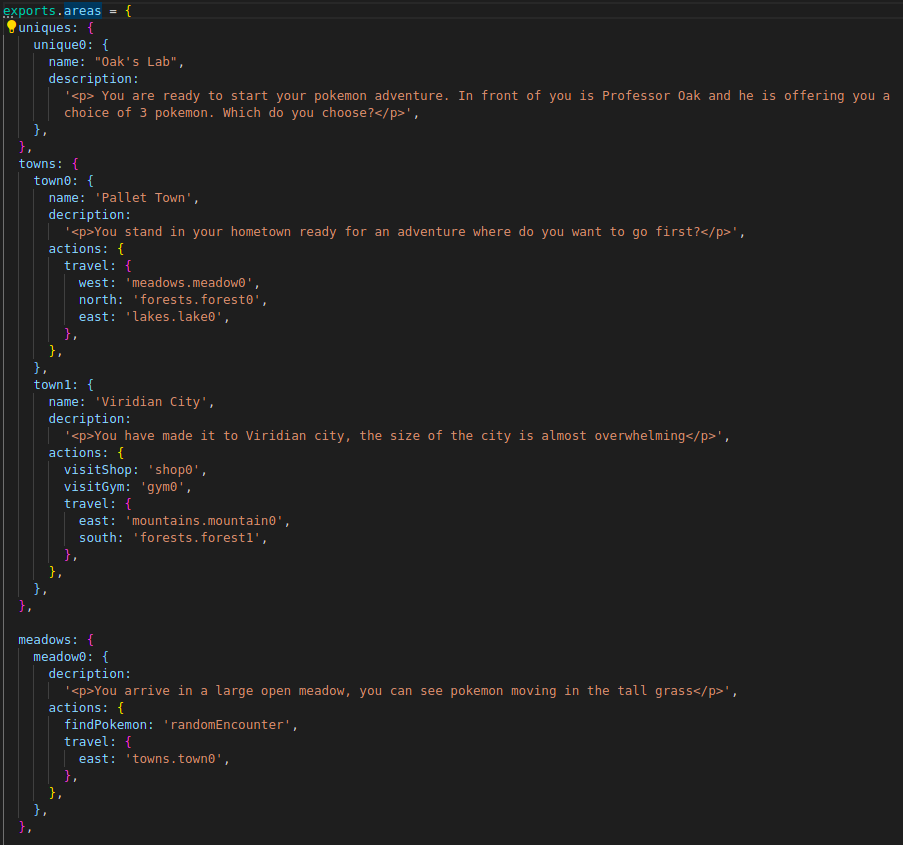 exports.areas = {
  uniques: {
    unique0: {
      name: "Oak's Lab",
      description:
        '<p> You are ready to start your pokemon adventure. In front of you is Professor Oak and he is offering you a
        choice of 3 pokemon. Which do you choose?</p>',
    },
  },
  towns: {
    town0: {
      name: 'Pallet Town',
      decription:
        '<p>You stand in your hometown ready for an adventure where do you want to go first?</p>',
      actions: {
        travel: {
          west: 'meadows.meadow0',
          north: 'forests.forest0',
          east: 'lakes.lake0',
        },
      },
    },
    town1: {
      name: 'Viridian City',
      decription:
        '<p>You have made it to Viridian city, the size of the city is almost overwhelming</p>',
      actions: {
        visitShop: 'shop0',
        visitGym: 'gym0',
        travel: {
          east: 'mountains.mountain0',
          south: 'forests.forest1',
        },
      },
    },
  },

  meadows: {
    meadow0: {
      decription:
        '<p>You arrive in a large open meadow, you can see pokemon moving in the tall grass</p>',
      actions: {
        findPokemon: 'randomEncounter',
        travel: {
          east: 'towns.town0',
        },
      },
    },
  },